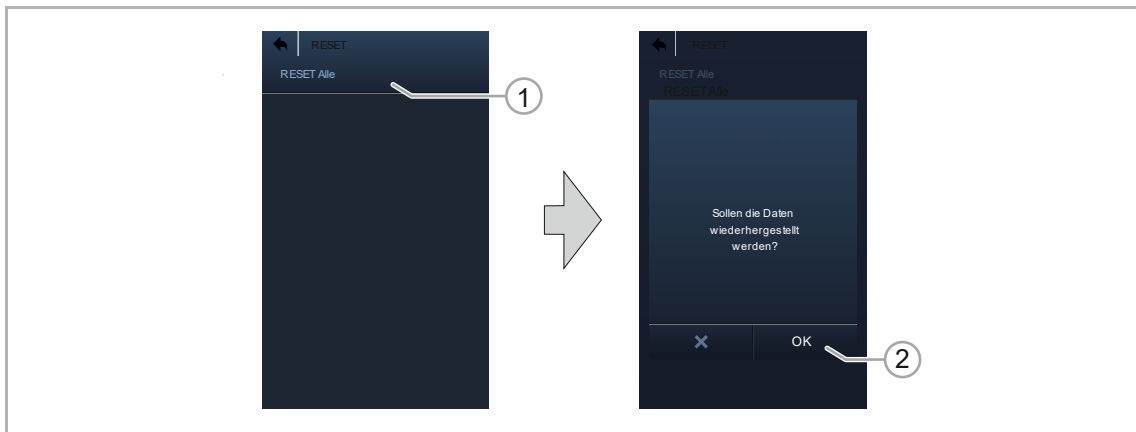 RESET
RESET Alle
1
RESET
RESET Alle
RESET Alle
Sollen die Daten
wiederhergestellt
werden?
OK
2